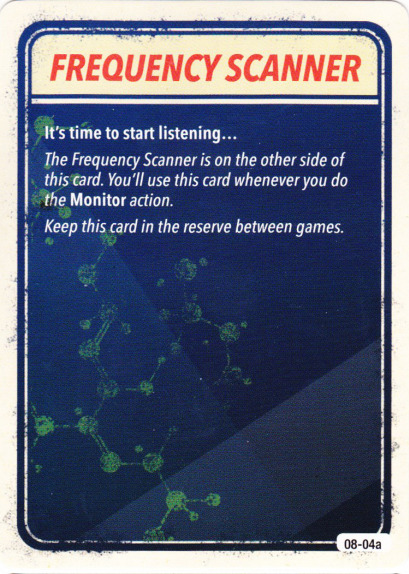 FREQUENCY SCANNER
It's time to start listening...
The Frequency Scanner is on the other side of
this card. You'll use this card whenever you do
the Monitor action.
Keep this card in the reserve between games.
08-04a